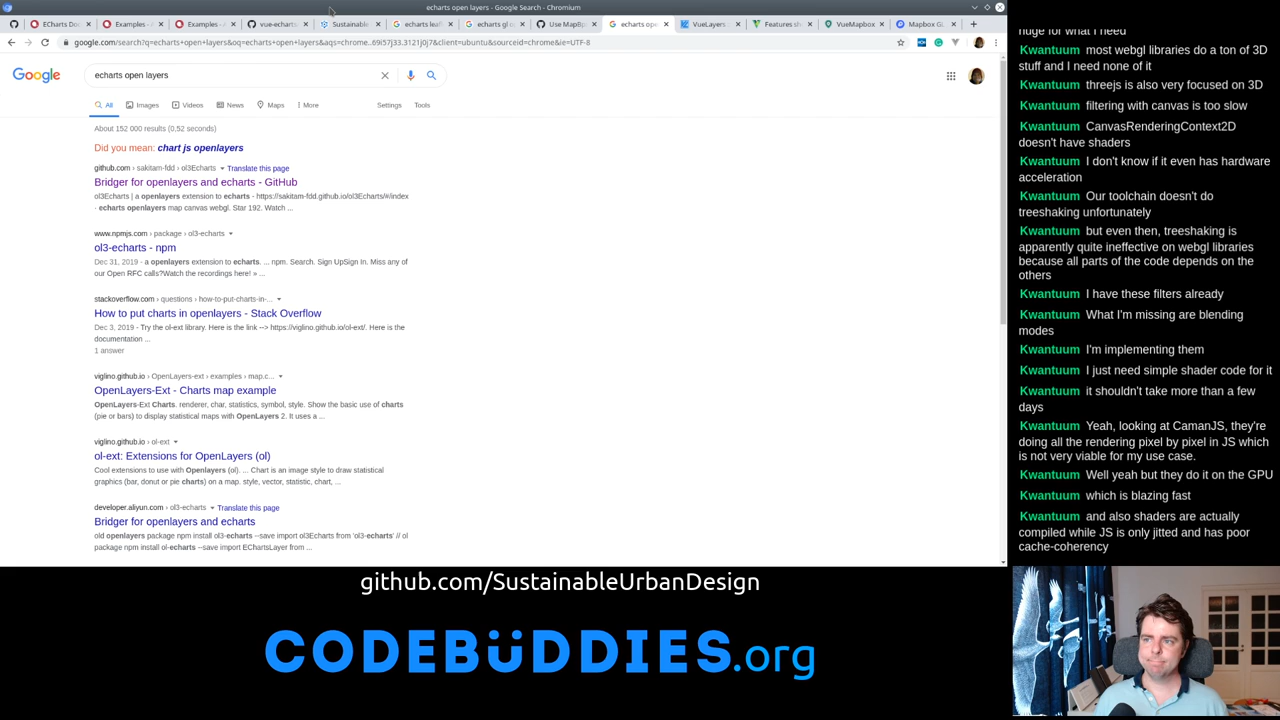 echarts open layers - Google Search - Chromium
ECharts Doc
Examples - A
Examples - A
vue-echarts
Sustainable
echarts leafl
echarts gl o
Use MapBo
echarts open
VueLayers
Features sh
VueMapbox
Mapbox G
google.com/search?q=echarts+open+layers&oq=echarts+open+layers&aqs=chrome..69i57j33.3121j0j7&client=ubuntu&sourceid=chrome&ie=UTF-8
Google
echarts open layers
All Images Videos News Maps More Settings Tools
About 152 000 results (0,52 seconds)
Did you mean: chart js openlayers
github.com › sakitam-fdd › ol3Echarts Translate this page
Bridger for openlayers and echarts - GitHub
ol3Echarts | a openlayers extension to echarts - https://sakitam-fdd.github.io/ol3Echarts/#/index
· echarts openlayers map canvas webgl. Star 192. Watch ...
www.npmjs.com › package › ol3-echarts
ol3-echarts - npm
Dec 31, 2019 - a openlayers extension to echarts. ... npm. Search. Sign UpSign In. Miss any of
our Open RFC calls?Watch the recordings here! » ...
stackoverflow.com › questions › how-to-put-charts-in-...
How to put charts in openlayers - Stack Overflow
Dec 3, 2019 - Try the ol-ext library. Here is the link --> https://viglino.github.io/ol-ext/. Here is the
documentation ...
1 answer
viglino.github.io › OpenLayers-ext › examples › map.c...
OpenLayers-Ext - Charts map example
OpenLayers-Ext Charts. renderer, char, statistics, symbol, style. Show the basic use of charts
(pie or bars) to display statistical maps with OpenLayers 2. It uses a ...
viglino.github.io › ol-ext
ol-ext: Extensions for OpenLayers (ol)
Cool extensions to use with Openlayers (ol). ... Chart is an image style to draw statistical
graphics (bar, donut or pie charts) on a map. style, vector, statistic, chart, ...
developer.aliyun.com › ol3-echarts Translate this page
Bridger for openlayers and echarts
old openlayers package npm install ol3-echarts --save import ol3Echarts from 'ol3-echarts' // ol
package npm install ol-echarts --save import EChartsLayer from ...
huge for what I need
Kwantuum most webgl libraries do a ton of 3D
stuff and I need none of it
Kwantuum threejs is also very focused on 3D
Kwantuum filtering with canvas is too slow
Kwantuum CanvasRenderingContext2D
doesn't have shaders
Kwantuum I don't know if it even has hardware
acceleration
Kwantuum Our toolchain doesn't do
treeshaking unfortunately
Kwantuum but even then, treeshaking is
apparently quite ineffective on webgl libraries
because all parts of the code depends on the
others
Kwantuum I have these filters already
Kwantuum What I'm missing are blending
modes
Kwantuum I'm implementing them
Kwantuum I just need simple shader code for it
Kwantuum it shouldn't take more than a few
days
Kwantuum Yeah, looking at CamanJS, they're
doing all the rendering pixel by pixel in JS which
is not very viable for my use case.
Kwantuum Well yeah but they do it on the GPU
Kwantuum which is blazing fast
Kwantuum and also shaders are actually
compiled while JS is only jitted and has poor
cache-coherency
github.com/SustainableUrbanDesign
CODEBÜDDIES.org